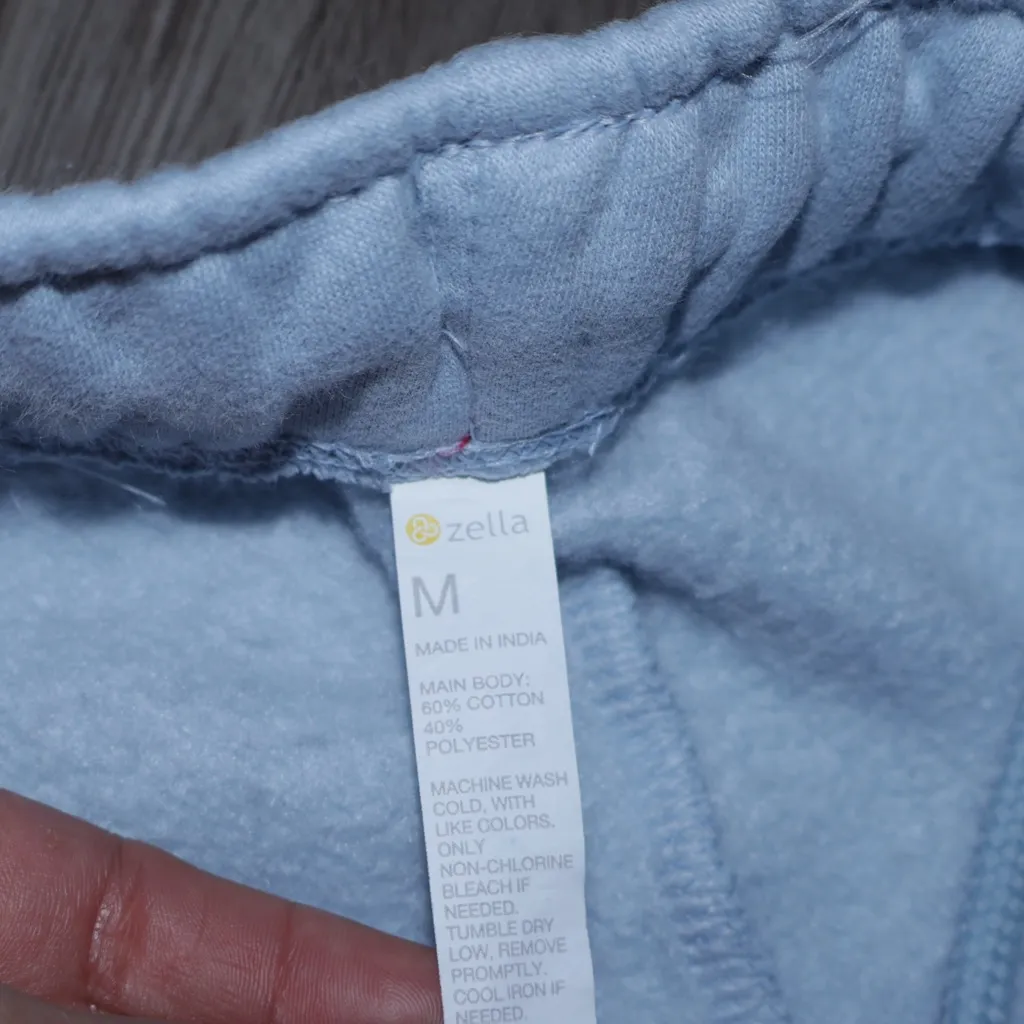 zella
M
MADE IN INDIA
MAIN BODY:
60% COTTON
40%
POLYESTER
MACHINE WASH
COLD, WITH
LIKE COLORS.
ONLY
NON-CHLORINE
BLEACH IF
NEEDED.
TUMBLE DRY
LOW, REMOVE
PROMPTLY.
COOL IRON IF
NEEDED.